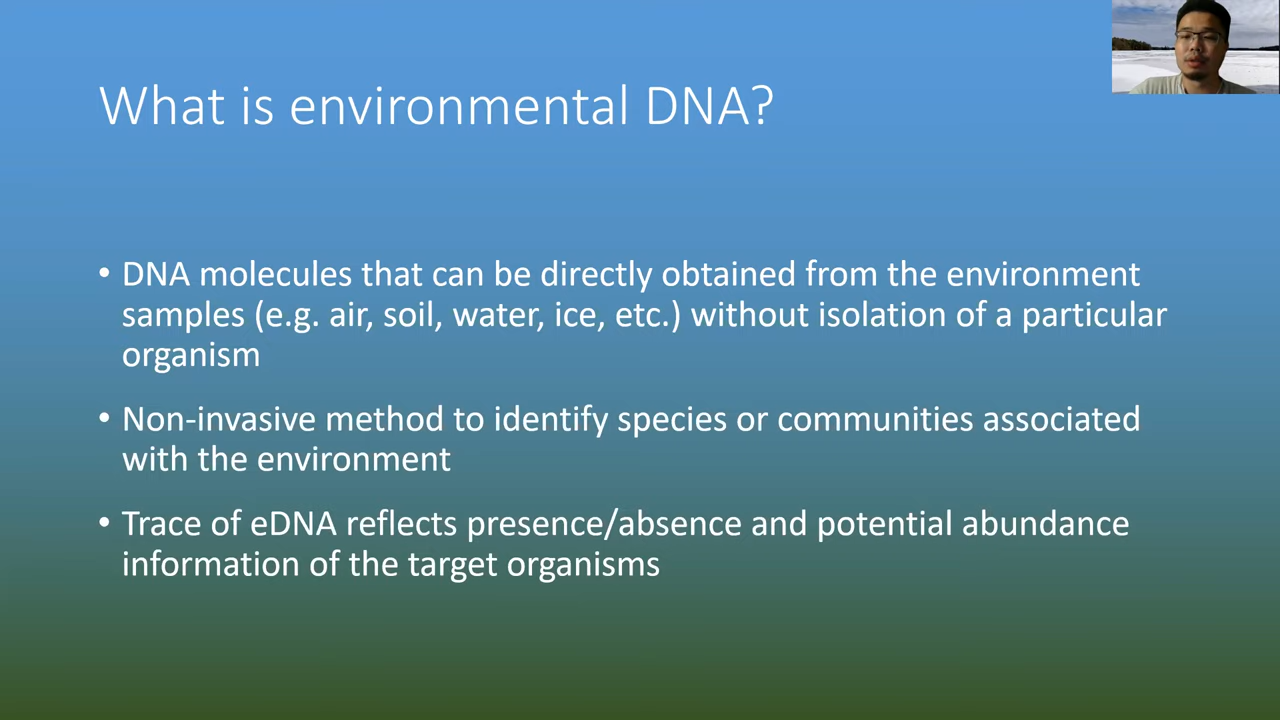 What is environmental DNA?
• DNA molecules that can be directly obtained from the environment
samples (e.g. air, soil, water, ice, etc.) without isolation of a particular
organism
• Non-invasive method to identify species or communities associated
with the environment
• Trace of eDNA reflects presence/absence and potential abundance
information of the target organisms